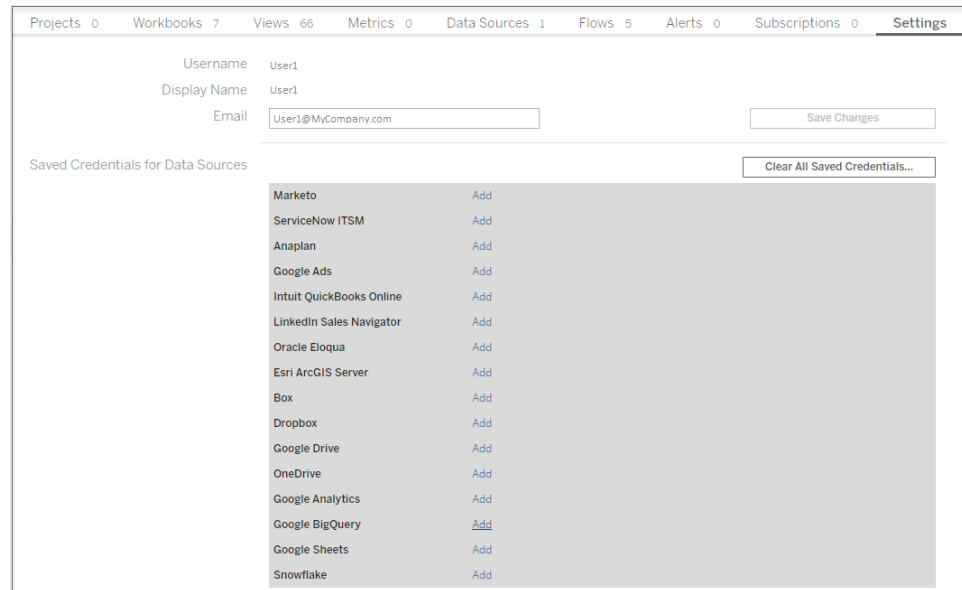 Projects 0 Workbooks 7 Views 66 Metrics 0 Data Sources 1 Flows 5 Alerts 0 Subscriptions 0 Settings
Username User1
Display Name User1
Email User1@MyCompany.com Save Changes
Saved Credentials for Data Sources Clear All Saved Credentials...
Marketo Add
ServiceNow ITSM Add
Anaplan Add
Google Ads Add
Intuit QuickBooks Online Add
LinkedIn Sales Navigator Add
Oracle Eloqua Add
Esri ArcGIS Server Add
Box Add
Dropbox Add
Google Drive Add
OneDrive Add
Google Analytics Add
Google BigQuery Add
Google Sheets Add
Snowflake Add